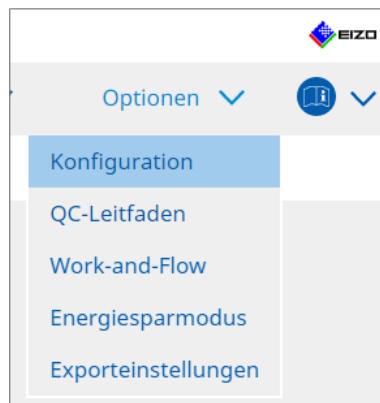 EIZO
Optionen
Konfiguration
QC-Leitfaden
Work-and-Flow
Energiesparmodus
Exporteinstellungen